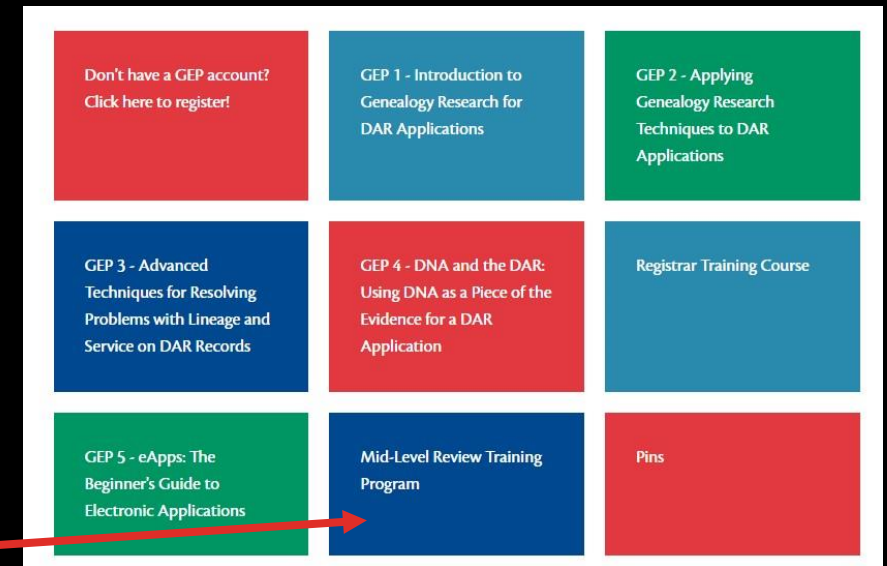 Don't have a GEP account?
Click here to register!
GEP 1 - Introduction to
Genealogy Research for
DAR Applications
GEP 2 - Applying
Genealogy Research
Techniques to DAR
Applications
GEP 3 - Advanced
Techniques for Resolving
Problems with Lineage and
Service on DAR Records
GEP 4 - DNA and the DAR:
Using DNA as a Piece of the
Evidence for a DAR
Application
Registrar Training Course
GEP 5 - eApps: The
Beginner's Guide to
Electronic Applications
Mid-Level Review Training
Program
Pins